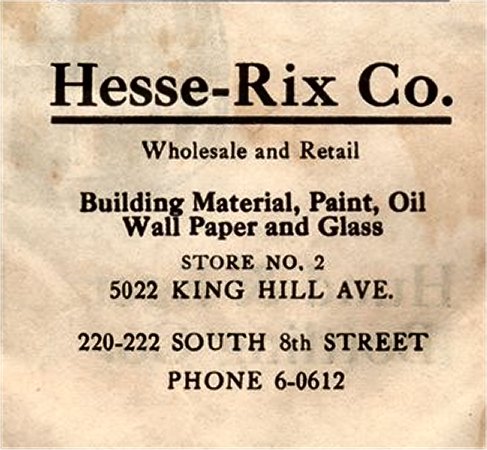 Hesse-Rix Co.
Wholesale and Retail
Building Material, Paint, Oil
Wall Paper and Glass
STORE NO. 2
5022 KING HILL AVE.
220-222 SOUTH 8th STREET
PHONE 6-0612